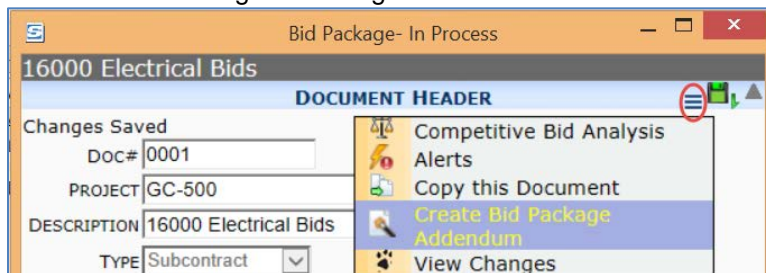 Bid Package- In Process
16000 Electrical Bids
DOCUMENT HEADER
Changes Saved
DOC# 0001
PROJECT GC-500
DESCRIPTION 16000 Electrical Bids
TYPE Subcontract
Competitive Bid Analysis
Alerts
Copy this Document
Create Bid Package
Addendum
View Changes